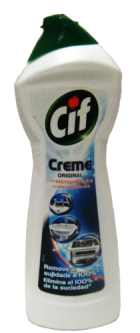 Cif
Creme
ORIGINAL
Remove
sujidade a 100%
Elimina el 100%
de la suciedad*